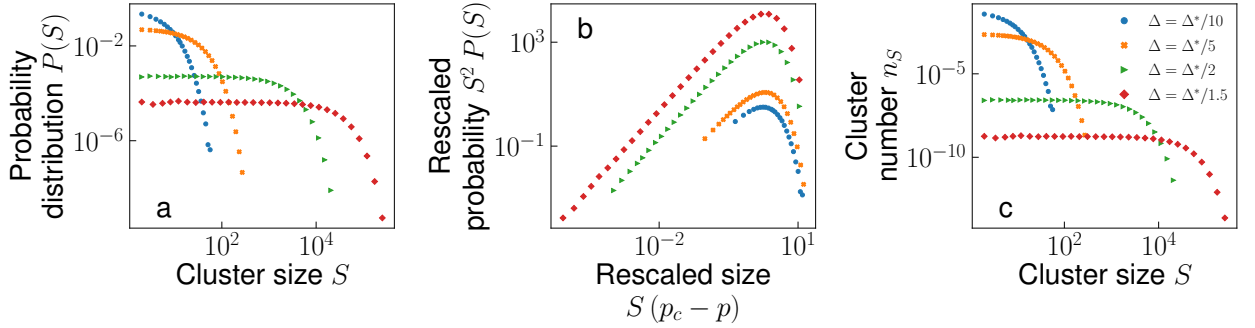 Probability
distribution P(S)
10^{-2}
10^{-6}
a
10^2
10^4
Cluster size S
Rescaled
probability S^2 P(S)
10^3
10^{-1}
b
10^{-2}
10^1
Rescaled size
S (p_c − p)
Cluster
number n_S
10^{-5}
10^{-10}
c
10^2
10^4
Cluster size S
Δ = Δ*/10
Δ = Δ*/5
Δ = Δ*/2
Δ = Δ*/1.5